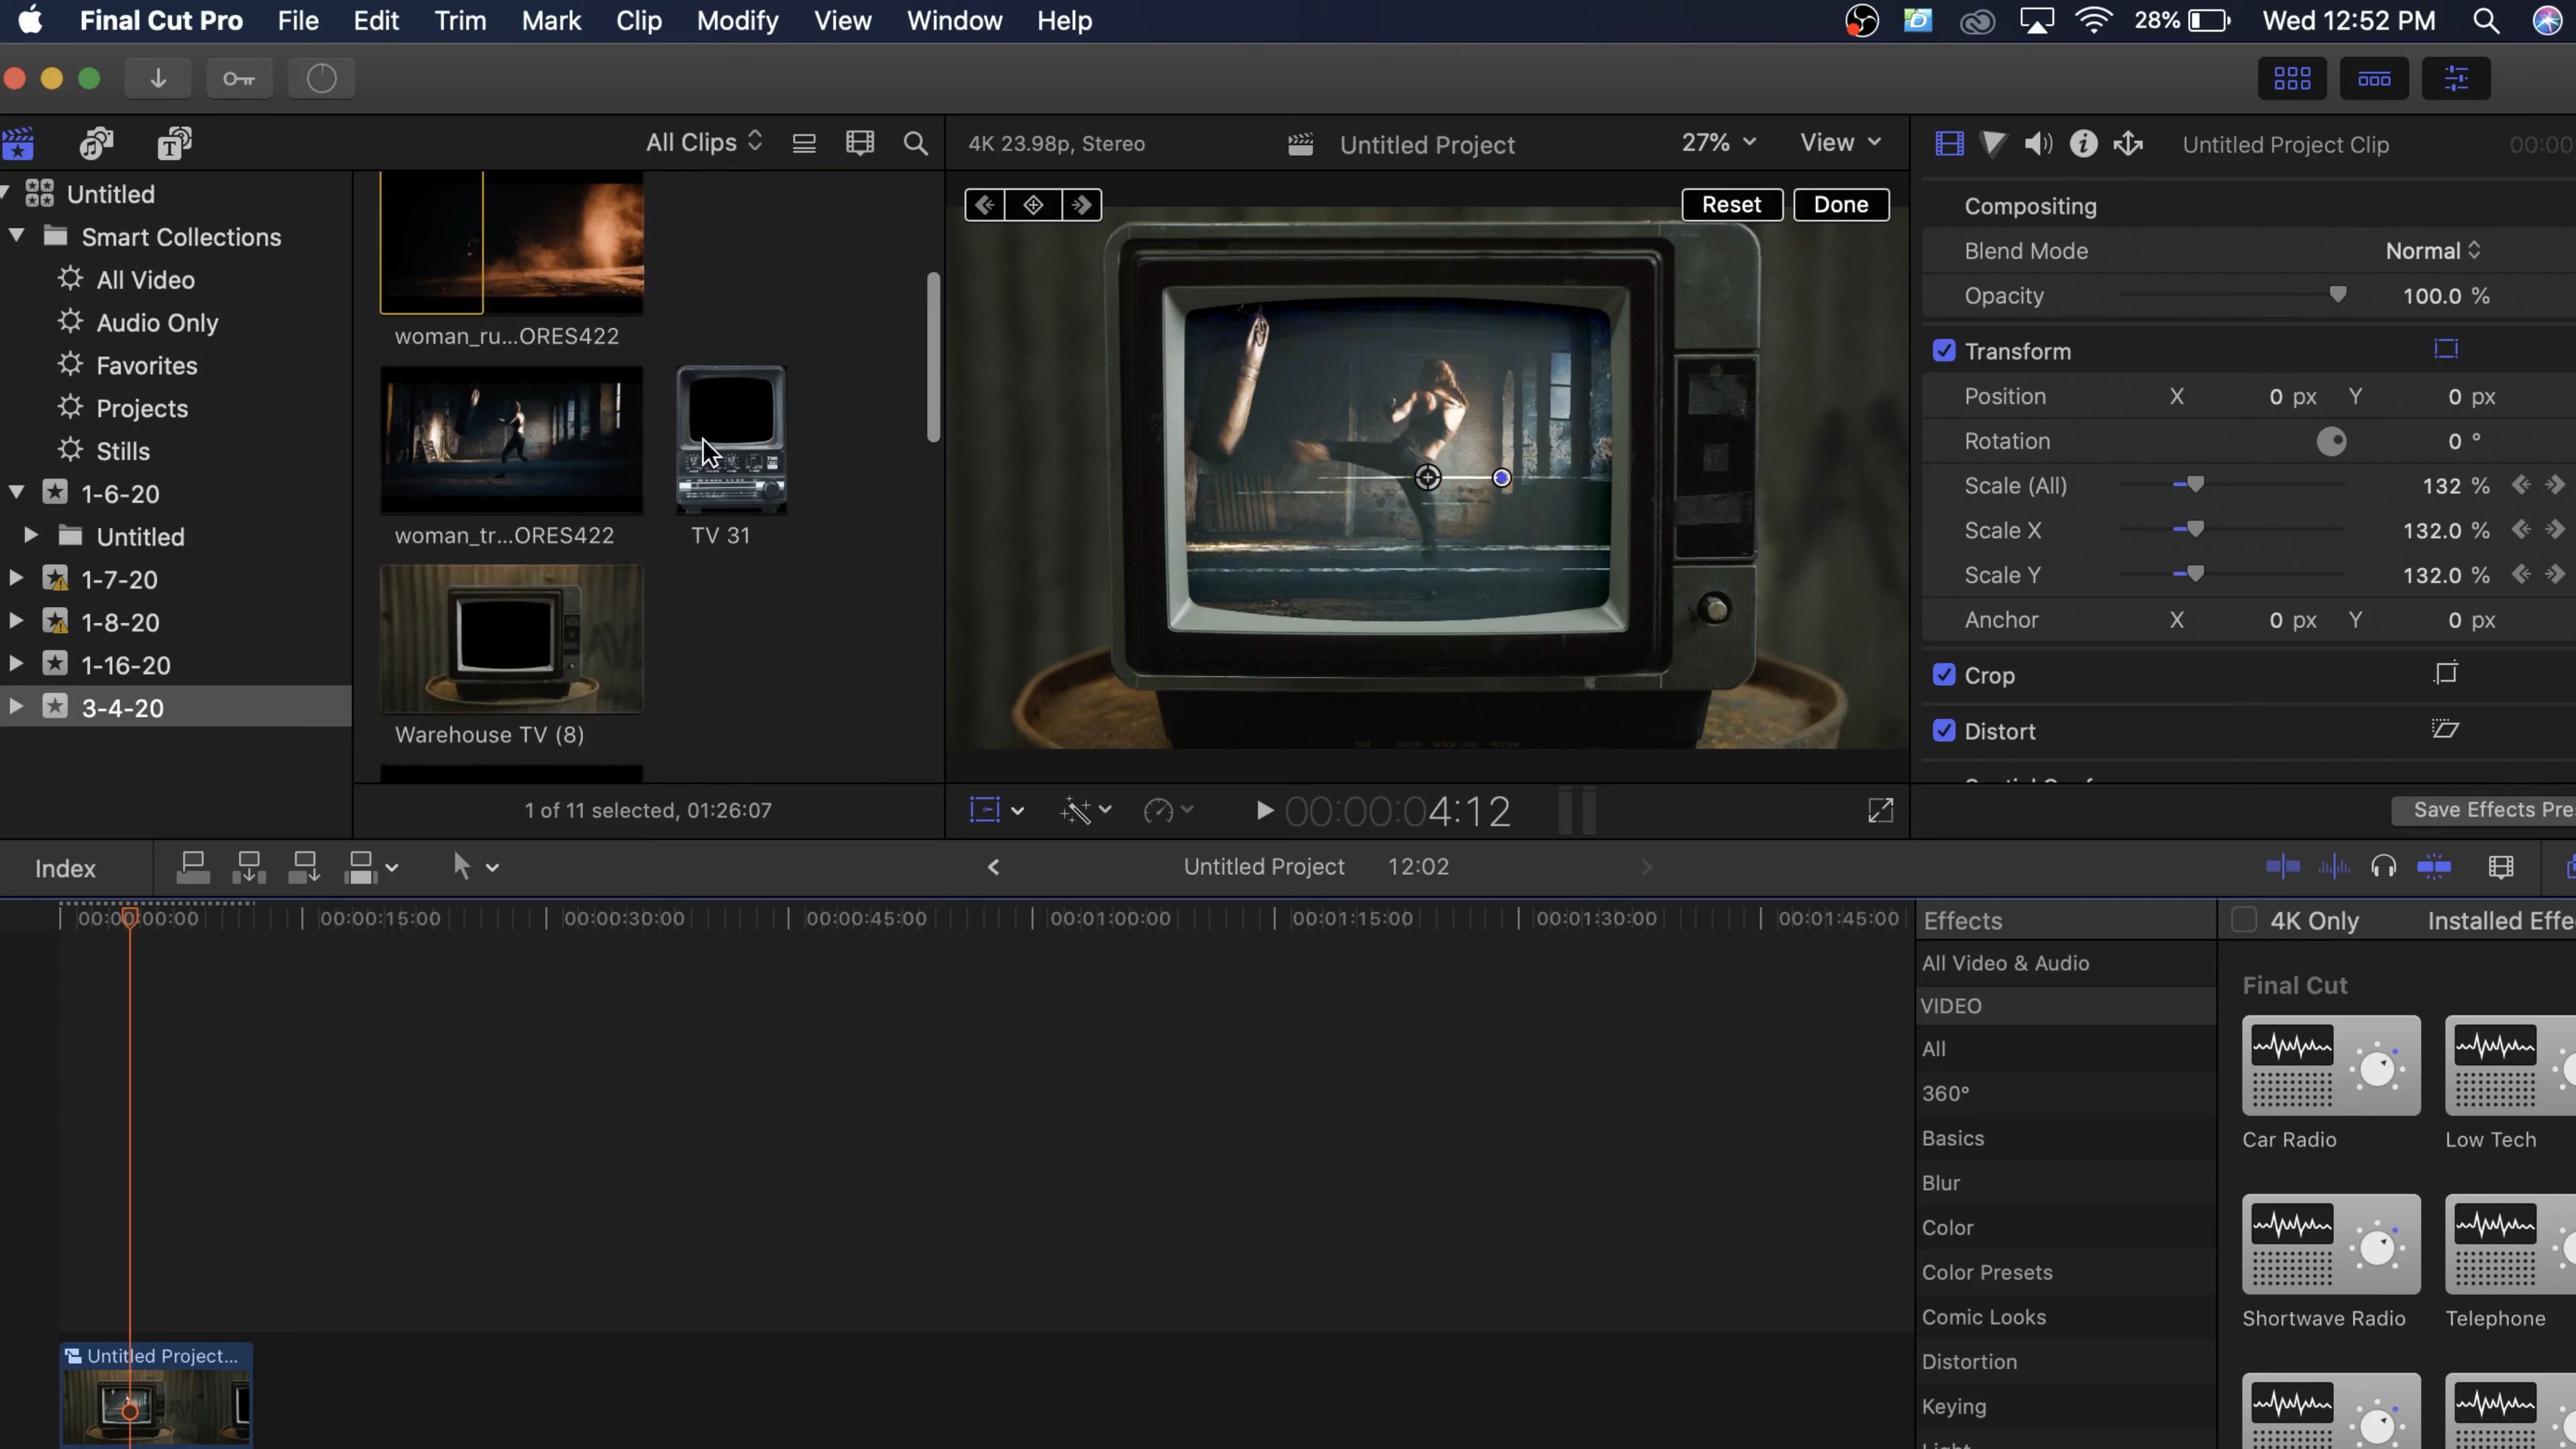 Final Cut Pro File Edit Trim Mark Clip Modify View Window Help 28% Wed 12:52 PM
All Clips
4K 23.98p, Stereo Untitled Project 27% View
Untitled Project Clip 00:00
Untitled
Smart Collections
All Video
Audio Only
Favorites
Projects
Stills
1-6-20
Untitled
1-7-20
1-8-20
1-16-20
3-4-20
woman_ru...ORES422
woman_tr...ORES422 TV 31
Warehouse TV (8)
1 of 11 selected, 01:26:07
Reset Done
00:00:04:12
Compositing
Blend Mode Normal
Opacity 100.0 %
Transform
Position X 0 px Y 0 px
Rotation 0 °
Scale (All) 132 %
Scale X 132.0 %
Scale Y 132.0 %
Anchor X 0 px Y 0 px
Crop
Distort
Save Effects Pre
Index Untitled Project 12:02
00:00:00:00 00:00:15:00 00:00:30:00 00:00:45:00 00:01:00:00 00:01:15:00 00:01:30:00 00:01:45:00
Untitled Project...
Effects 4K Only Installed Effe
All Video & Audio
VIDEO
All
360°
Basics
Blur
Color
Color Presets
Comic Looks
Distortion
Keying
Final Cut
Car Radio Low Tech
Shortwave Radio Telephone